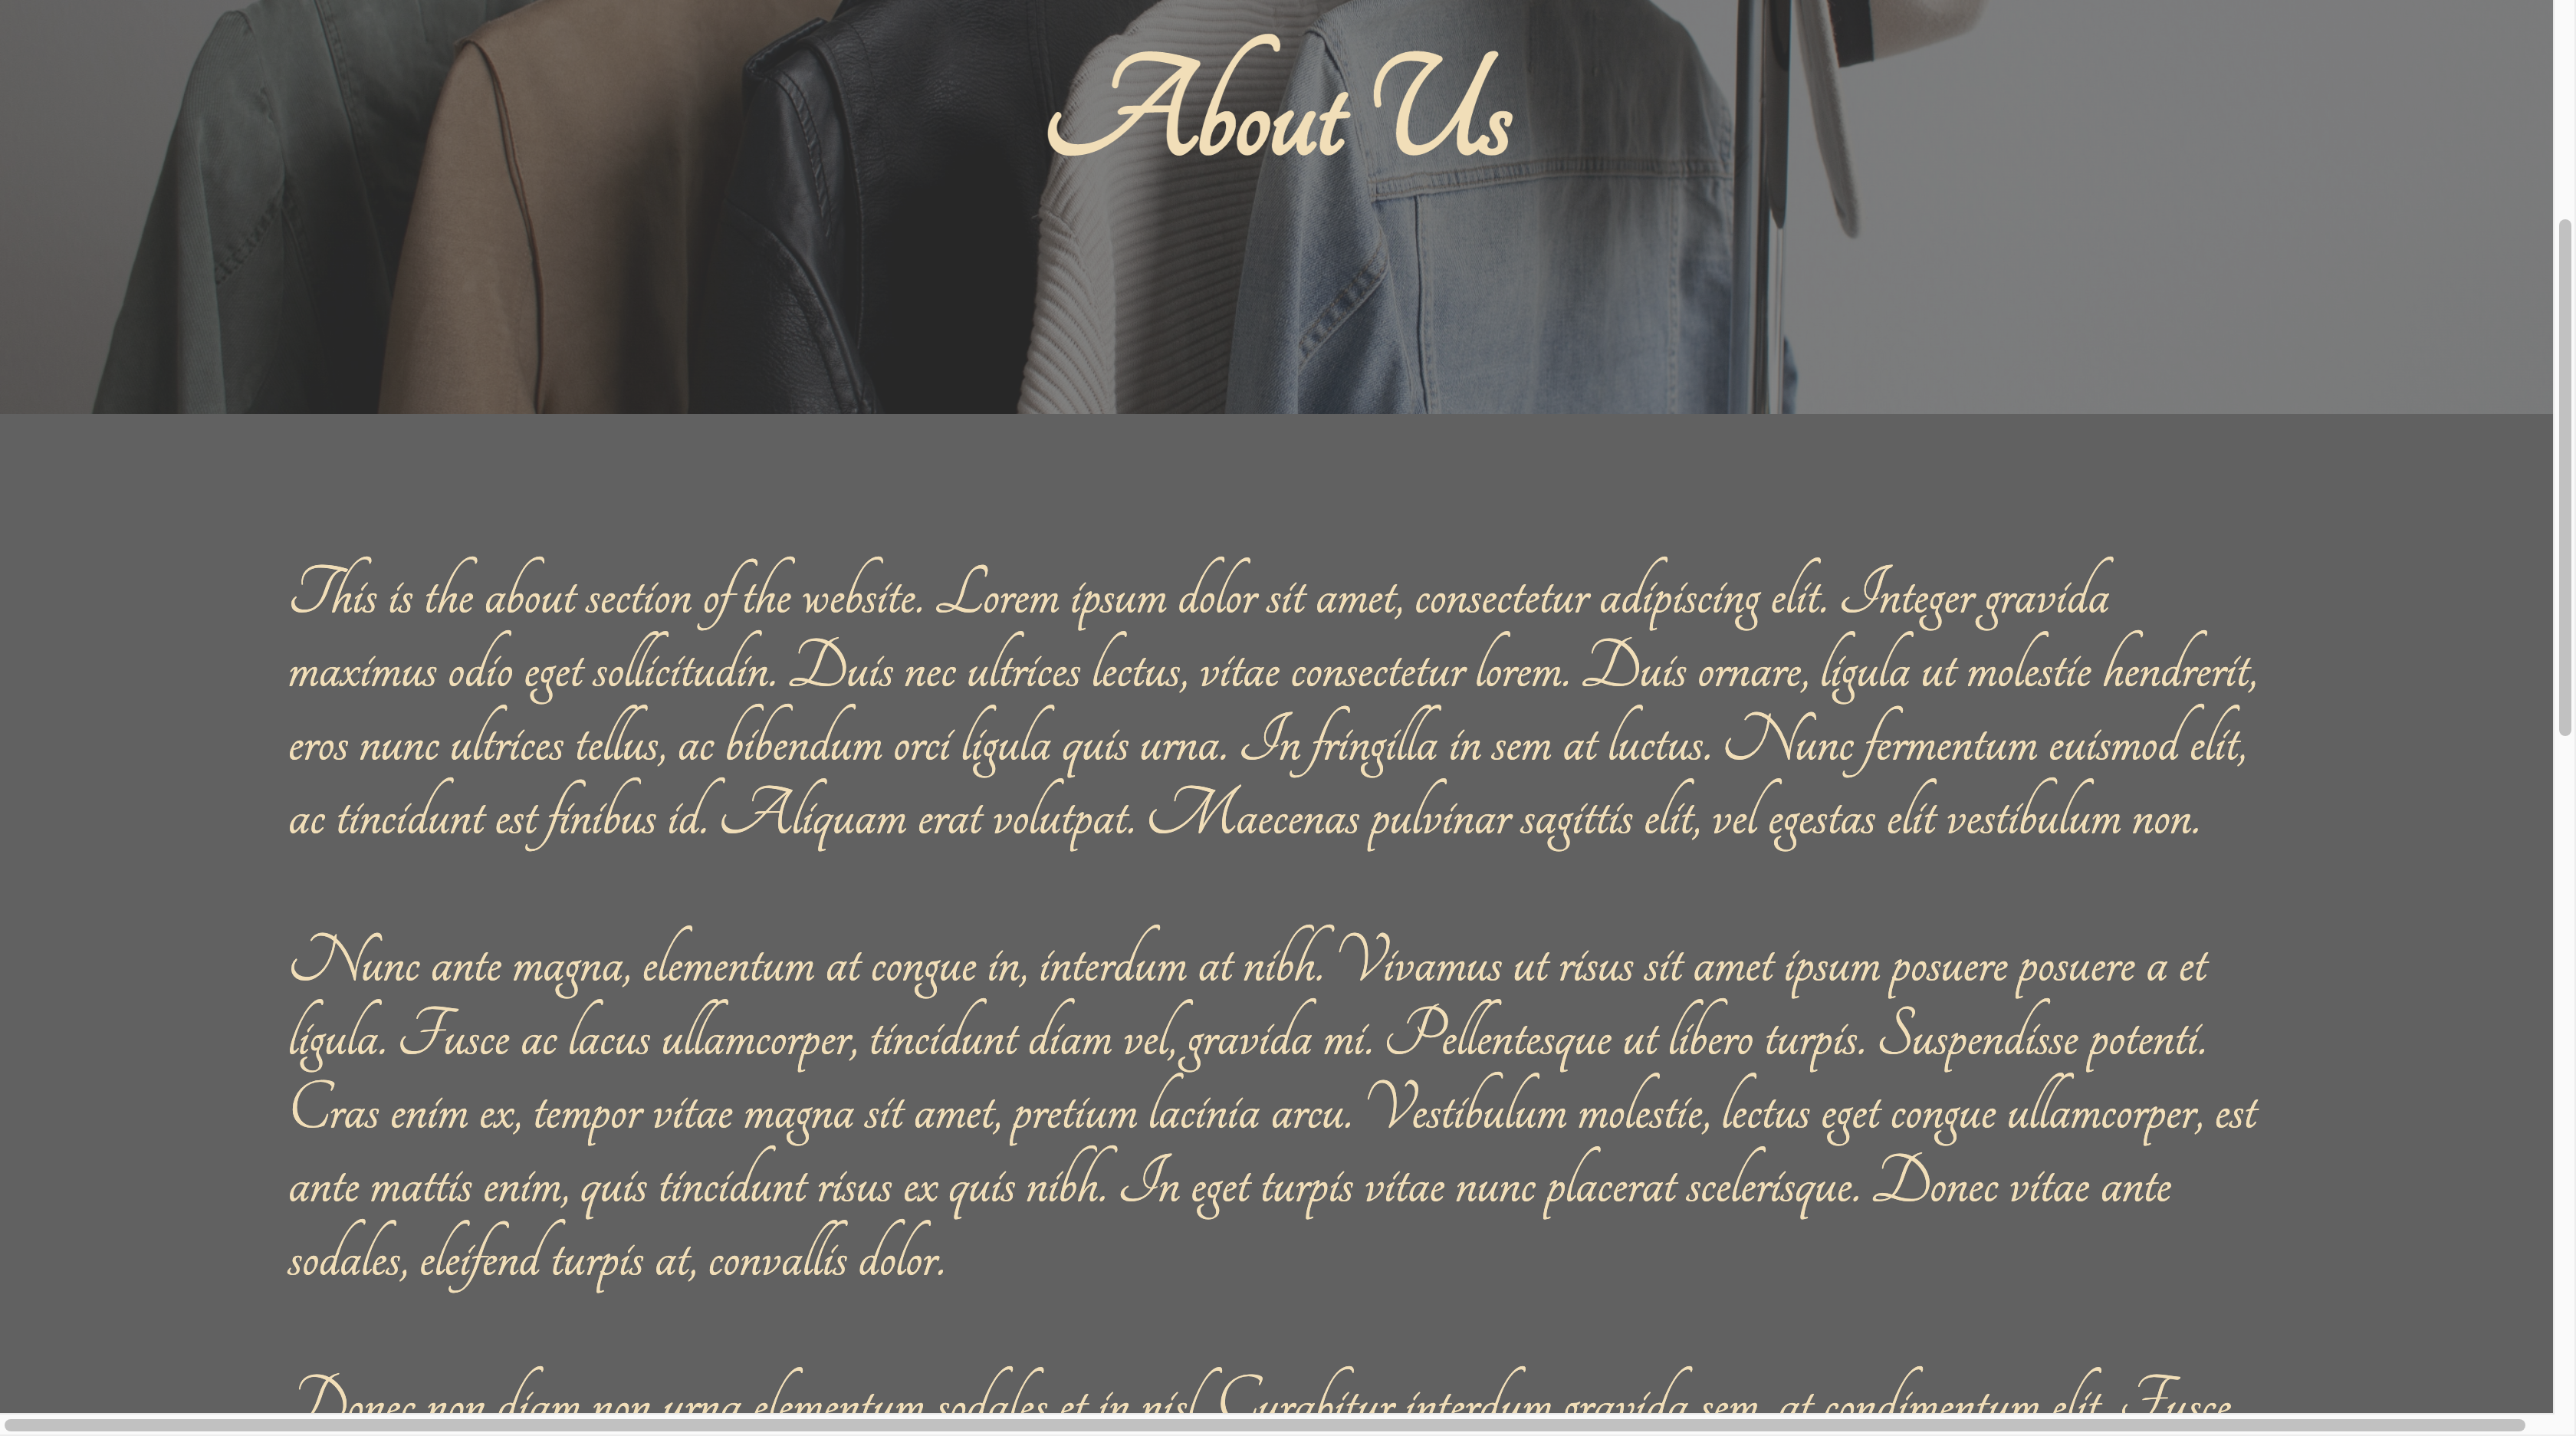 About Us
This is the about section of the website. Lorem ipsum dolor sit amet, consectetur adipiscing elit. Integer gravida
maximus odio eget sollicitudin. Duis nec ultrices lectus, vitae consectetur lorem. Duis ornare, ligula ut molestie hendrerit,
eros nunc ultrices tellus, ac bibendum orci ligula quis urna. In fringilla in sem at luctus. Nunc fermentum euismod elit,
ac tincidunt est finibus id. Aliquam erat volutpat. Maecenas pulvinar sagittis elit, vel egestas elit vestibulum non.
Nunc ante magna, elementum at congue in, interdum at nibh. Vivamus ut risus sit amet ipsum posuere posuere a et
ligula. Fusce ac lacus ullamcorper, tincidunt diam vel, gravida mi. Pellentesque ut libero turpis. Suspendisse potenti.
Cras enim ex, tempor vitae magna sit amet, pretium lacinia arcu. Vestibulum molestie, lectus eget congue ullamcorper, est
ante mattis enim, quis tincidunt risus ex quis nibh. In eget turpis vitae nunc placerat scelerisque. Donec vitae ante
sodales, eleifend turpis at, convallis dolor.
Donec non diam non urna elementum sodales et in nisl. Curabitur interdum gravida sem, at condimentum elit. Fusce